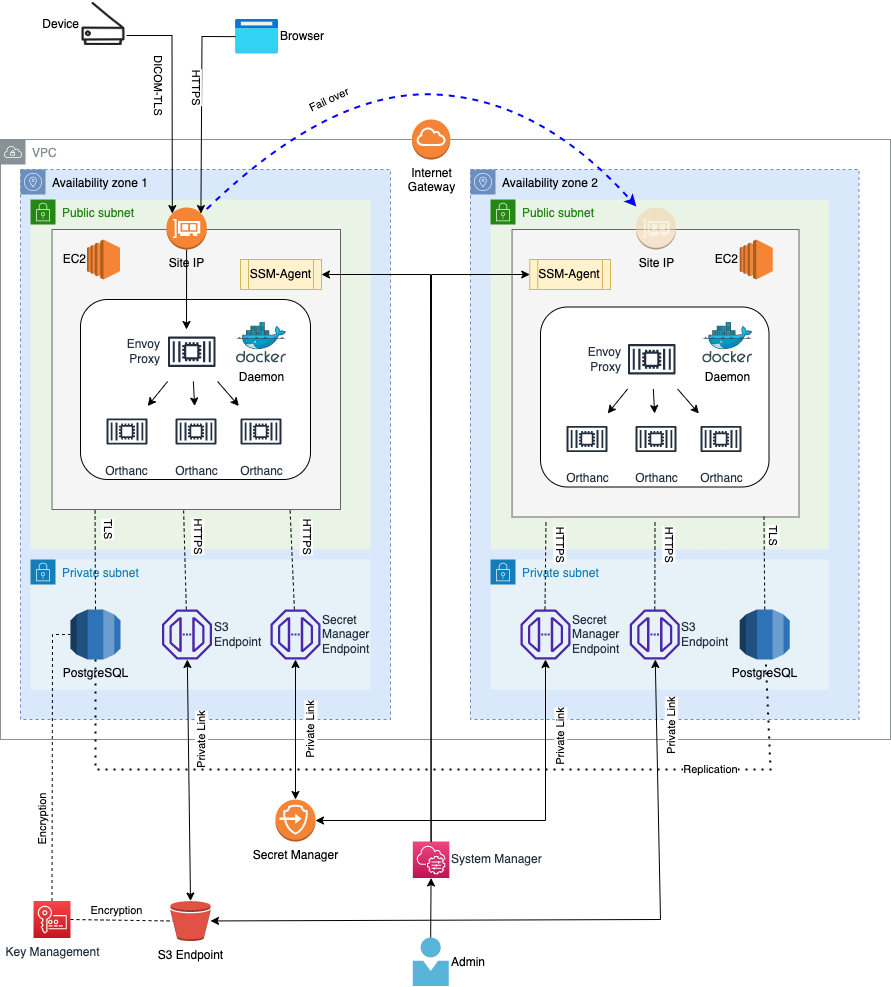 Device
Browser
DICOM-TLS
HTTPS
Fail over
VPC
Internet
Gateway
Availability zone 1
Public subnet
EC2
Site IP
SSM-Agent
Envoy
Proxy
docker
Daemon
Orthanc
Orthanc
Orthanc
TLS
HTTPS
HTTPS
Private subnet
PostgreSQL
S3
Endpoint
Secret
Manager
Endpoint
Availability zone 2
Public subnet
Site IP
EC2
SSM-Agent
Envoy
Proxy
docker
Daemon
Orthanc
Orthanc
Orthanc
HTTPS
HTTPS
TLS
Private subnet
Secret
Manager
Endpoint
S3
Endpoint
PostgreSQL
Private Link
Private Link
Private Link
Private Link
Replication
Encryption
Secret Manager
System Manager
Encryption
Key Management
S3 Endpoint
Admin